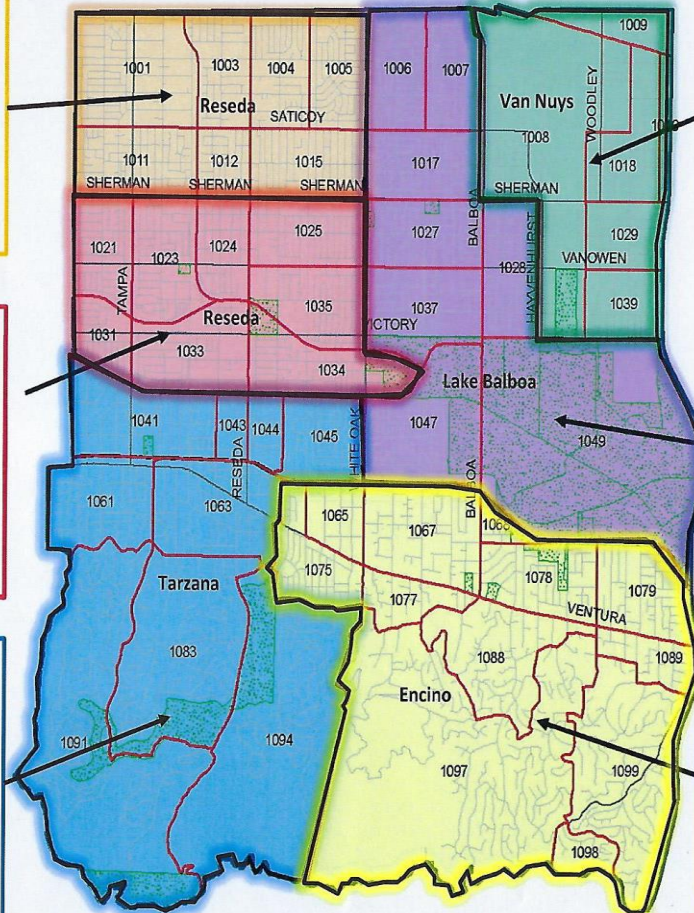 1009
1001 1003 1004 1005 1006 1007
Reseda Van Nuys WOODLEY
SATICOY
1008
1011 1012 1015 1017 1018
SHERMAN SHERMAN SHERMAN SHERMAN
BALBOA
1021 1023 1024 1025 1027 1028 1029
HAYVENHURST
VANOWEN
TAMPA
1031 Reseda 1035 1037 1039
VICTORY
1033 1034
Lake Balboa
1041 1043 1044 1045 1047 1049
RESEDA WHITE OAK BALBOA
1061 1063 1065 1067
1075 1077 1078 1079
Tarzana
VENTURA
1083 1088 1089
Encino
1091 1094 1097 1099
1098